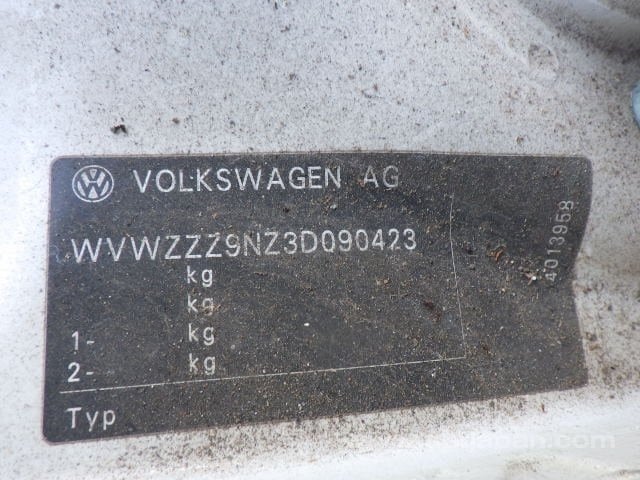 VOLKSWAGEN AG
WVWZZZ9NZ3D090423
kg
kg
1- kg
2- kg
Typ
4013958